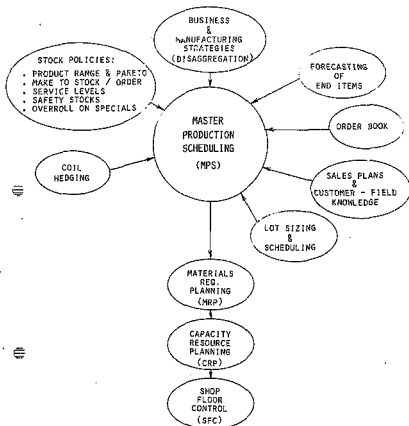 BUSINESS
&
MANUFACTURING
STRATEGIES
(DISAGGREGATION)
STOCK POLICIES:
• PRODUCT RANGE & PARETO
• MAKE TO STOCK / ORDER
• SERVICE LEVELS
• SAFETY STOCKS
• OVERROLL ON SPECIALS
FORECASTING
OF
END ITEMS
MASTER
PRODUCTION
SCHEDULING
(MPS)
ORDER BOOK
COIL
HEDGING
SALES PLANS
&
CUSTOMER - FIELD
KNOWLEDGE
LOT SIZING
&
SCHEDULING
MATERIALS
REQ.
PLANNING
(MRP)
CAPACITY
RESOURCE
PLANNING
(CRP)
SHOP
FLOOR
CONTROL
(SFC)